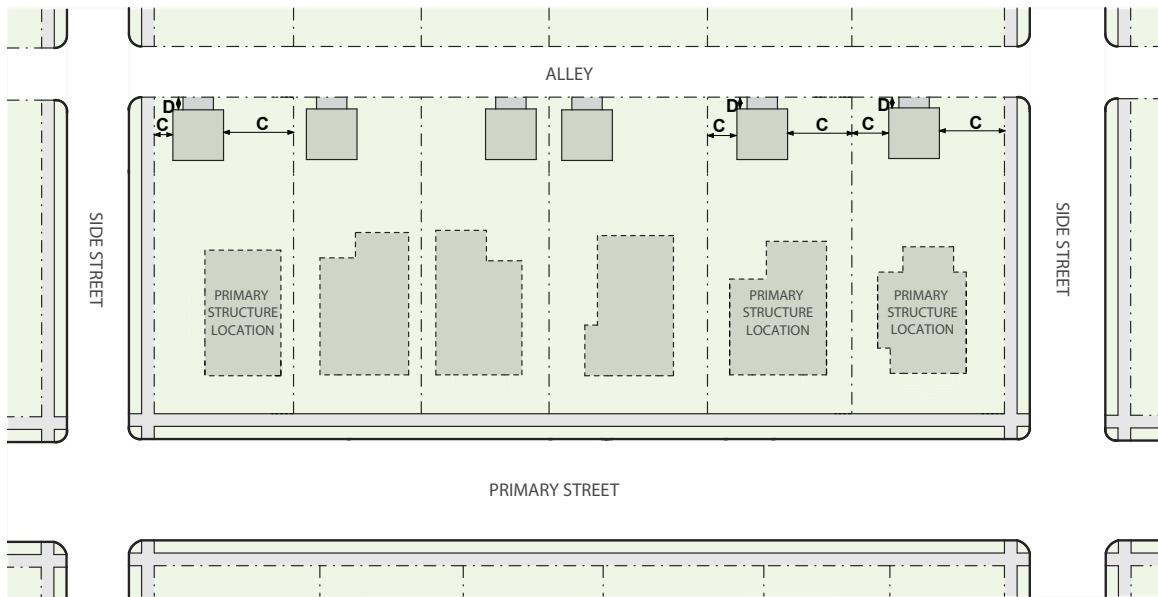 ALLEY
D
C
C
D
C
C
C
D
C
SIDE STREET
SIDE STREET
PRIMARY
STRUCTURE
LOCATION
PRIMARY
STRUCTURE
LOCATION
PRIMARY
STRUCTURE
LOCATION
PRIMARY STREET